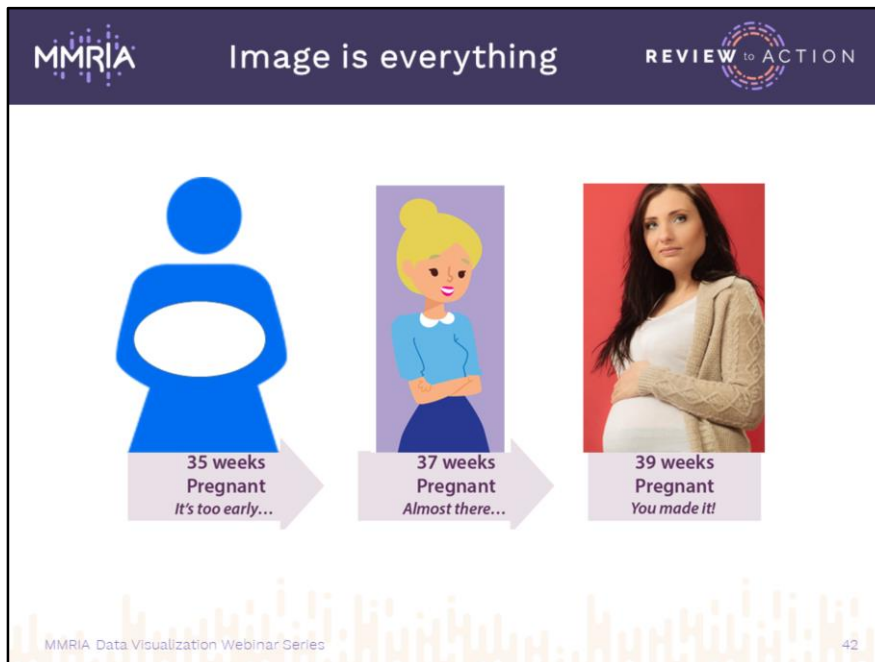 MMRIA
Image is everything
REVIEW to ACTION
35 weeks
Pregnant
It's too early…
37 weeks
Pregnant
Almost there…
39 weeks
Pregnant
You made it!
MMRIA Data Visualization Webinar Series
42